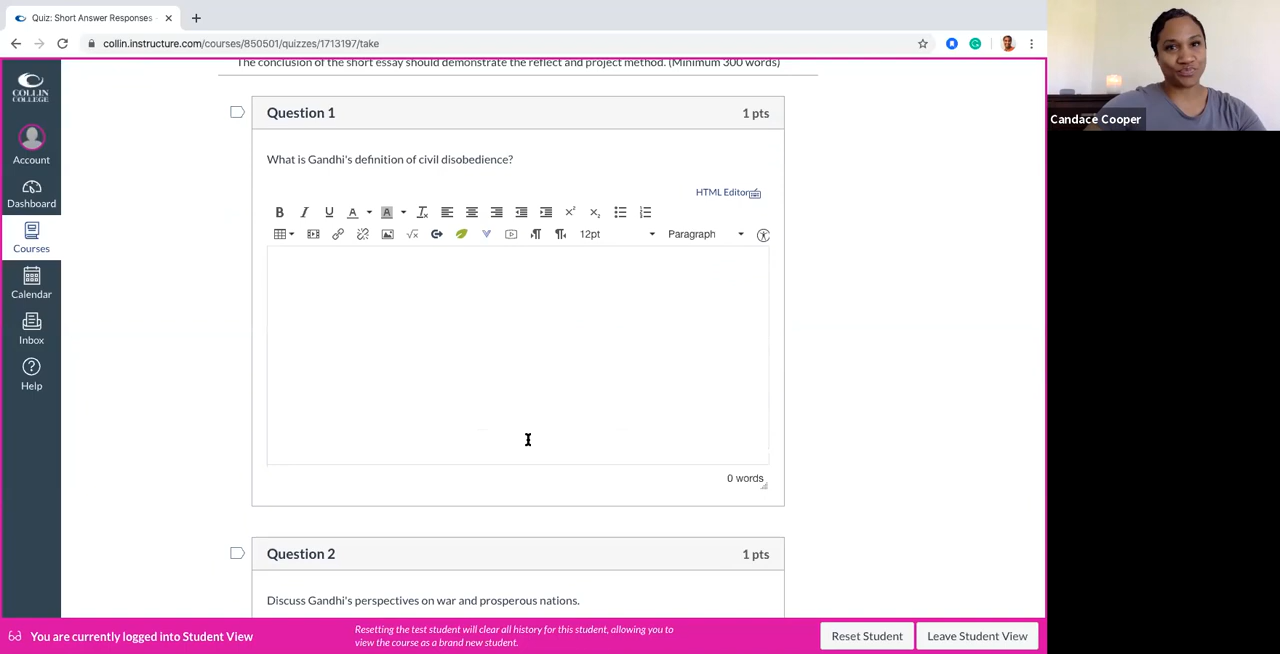 Quiz: Short Answer Responses
collin.instructure.com/courses/850501/quizzes/1713197/take
The conclusion of the short essay should demonstrate the reflect and project method. (Minimum 300 words)
COLLIN
COLLEGE
Account
Dashboard
Courses
Calendar
Inbox
Help
Question 1
1 pts
What is Gandhi's definition of civil disobedience?
HTML Editor
12pt
Paragraph
0 words
Question 2
1 pts
Discuss Gandhi's perspectives on war and prosperous nations.
You are currently logged into Student View
Resetting the test student will clear all history for this student, allowing you to
view the course as a brand new student.
Reset Student
Leave Student View
Candace Cooper